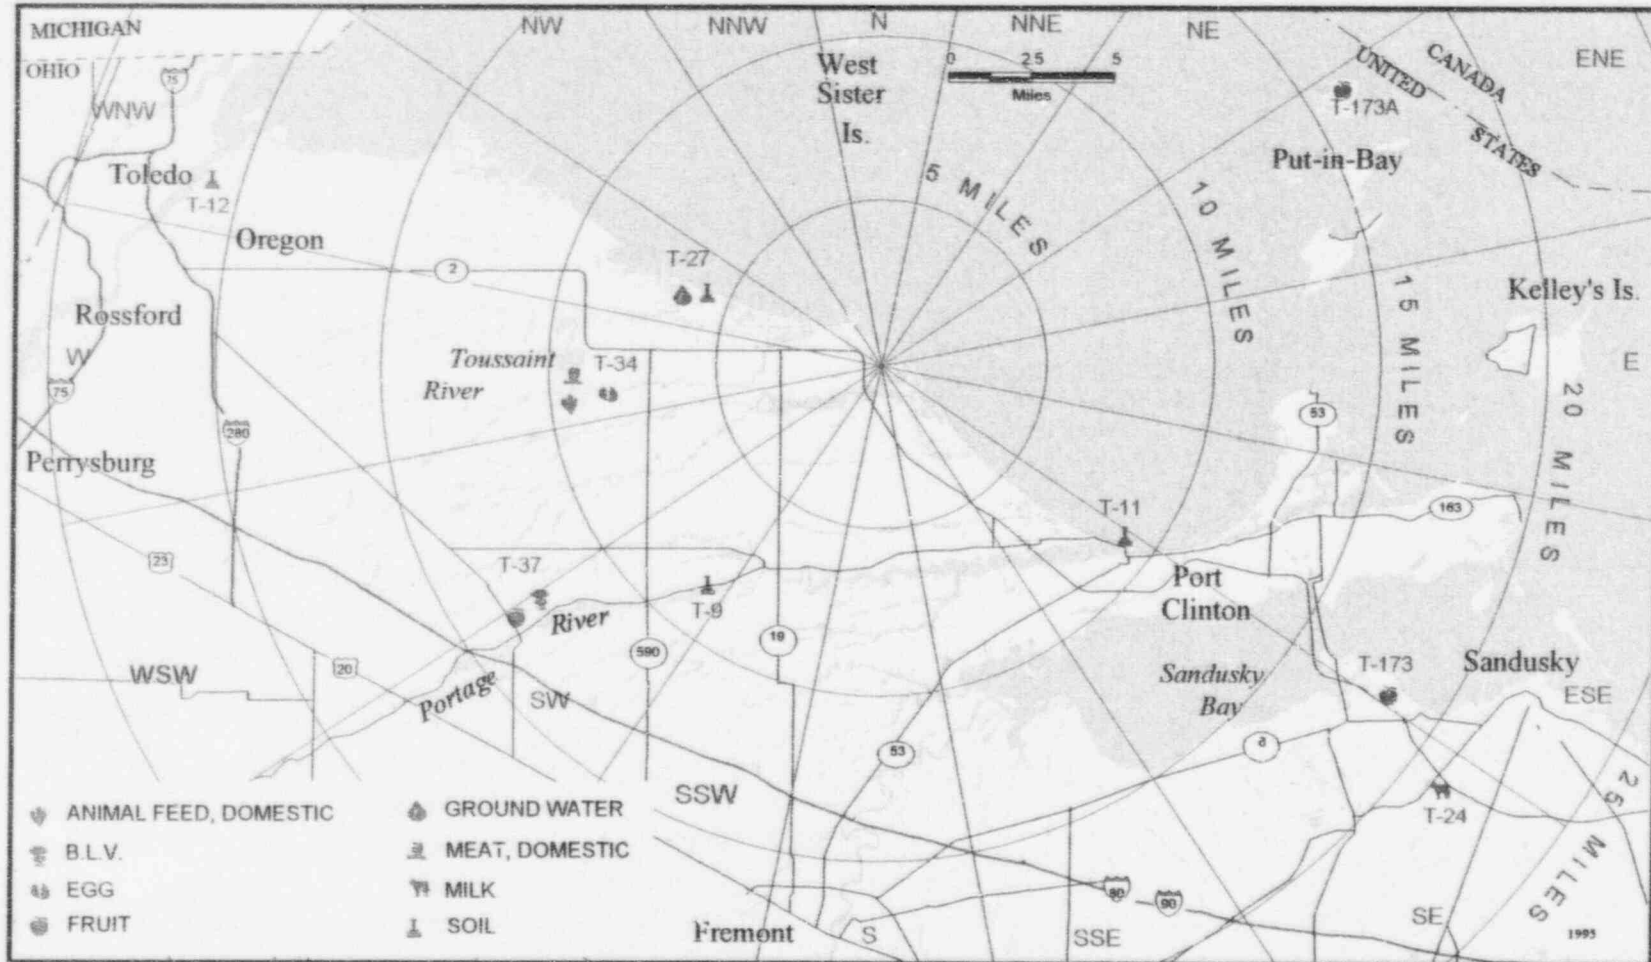 MICHIGAN
OHIO
NW
NNW
N
NNE
NE
ENE
CANADA
UNITED
STATES
West
Sister
Is.
0 2.5 5
Miles
T-173A
Put-in-Bay
WNW
75
Toledo
T-12
Oregon
2
T-27
5 MILES
10 MILES
15 MILES
20 MILES
25 MILES
Kelley's Is.
E
Rossford
W
75
Toussaint
River
T-34
53
280
Perrysburg
T-11
163
23
T-37
T-9
Port
Clinton
River
Portage
590
19
20
WSW
SW
T-173
Sandusky
Sandusky
Bay
ESE
53
6
SSW
T-24
ANIMAL FEED, DOMESTIC
B.L.V.
EGG
FRUIT
GROUND WATER
MEAT, DOMESTIC
MILK
SOIL
80
90
Fremont
S
SSE
SE
1995